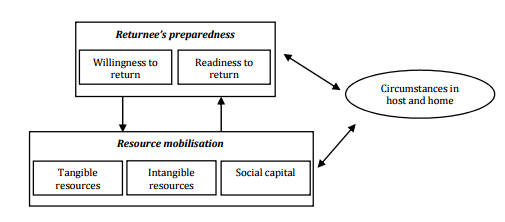 Returnee's preparedness
Willingness to
return
Readiness to
return
Circumstances in
host and home
Resource mobilisation
Tangible
resources
Intangible
resources
Social capital